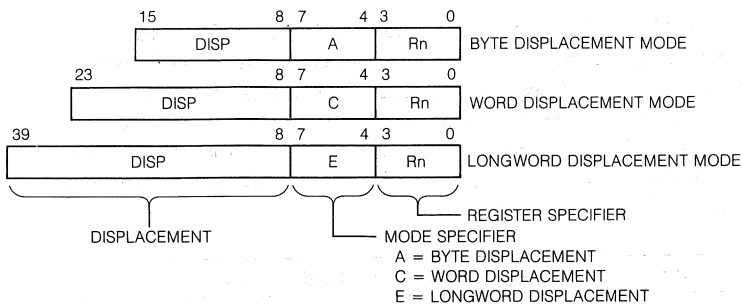 15 8 7 4 3 0
DISP A Rn BYTE DISPLACEMENT MODE
23 8 7 4 3 0
DISP C Rn WORD DISPLACEMENT MODE
39 8 7 4 3 0
DISP E Rn LONGWORD DISPLACEMENT MODE
REGISTER SPECIFIER
DISPLACEMENT MODE SPECIFIER
A = BYTE DISPLACEMENT
C = WORD DISPLACEMENT
E = LONGWORD DISPLACEMENT